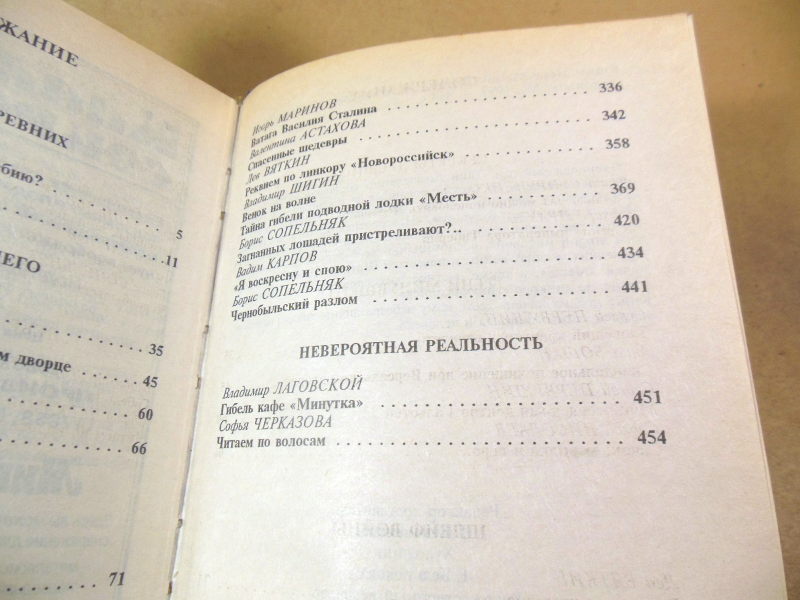 ЖАНИЕ
РЕВНИХ
бию?
5
11
ЕГО
35
м дворце
45
60
66
71
Игорь МАРИНОВ
Ватага Василия Сталина . . . . . . . . . . . . . . . . . . 336
Валентина АСТАХОВА
Спасенные шедевры . . . . . . . . . . . . . . . . . . . 342
Лев ВЯТКИН
Реквием по линкору «Новороссийск» . . . . . . . . . . . 358
Владимир ШИГИН
Венок на волне
Тайна гибели подводной лодки «Месть» . . . . . . . . . . 369
Борис СОПЕЛЬНЯК
Загнанных лошадей пристреливают?.. . . . . . . . . . . . 420
Вадим КАРПОВ
«Я воскресну и спою» . . . . . . . . . . . . . . . . . . 434
Борис СОПЕЛЬНЯК
Чернобыльский разлом . . . . . . . . . . . . . . . . . . 441
НЕВЕРОЯТНАЯ РЕАЛЬНОСТЬ
Владимир ЛАГОВСКОЙ
Гибель кафе «Минутка» . . . . . . . . . . . . . . . . . . 451
Софья ЧЕРКАЗОВА
Читаем по волосам . . . . . . . . . . . . . . . . . . . . 454